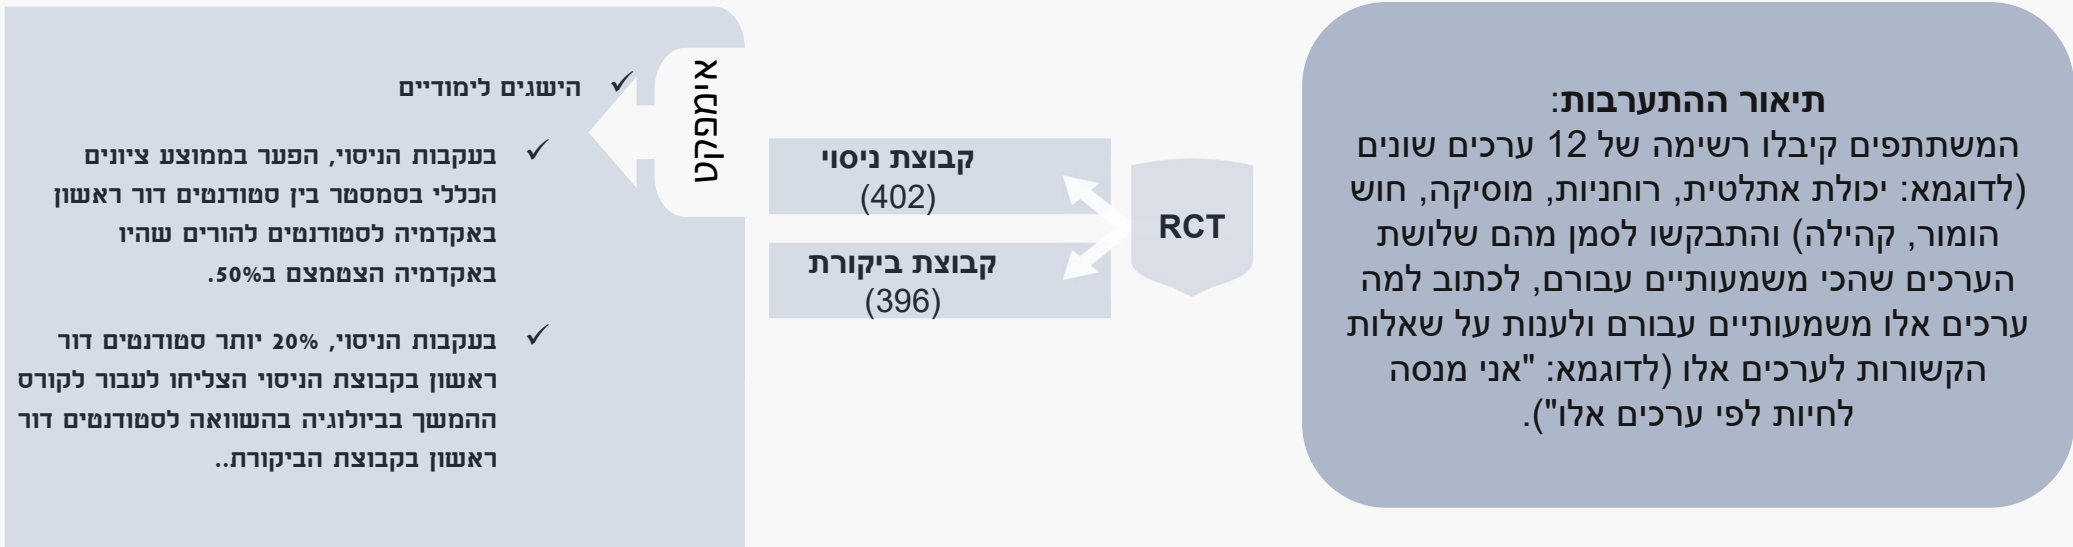 תיאור ההתערבות:
המשתתפים קיבלו רשימה של 12 ערכים שונים
(לדוגמא: יכולת אתלטית, רוחניות, מוסיקה, חוש
הומור, קהילה) והתבקשו לסמן מהם שלושת
הערכים שהכי משמעותיים עבורם, לכתוב למה
ערכים אלו משמעותיים עבורם ולענות על שאלות
הקשורות לערכים אלו (לדוגמא: "אני מנסה
לחיות לפי ערכים אלו").
RCT
קבוצת ניסוי
(402)
קבוצת ביקורת
(396)
אימפקט
✓ הישגים לימודיים
✓ בעקבות הניסוי, הפער בממוצע ציונים
הכללי בסמסטר בין סטודנטים דור ראשון
באקדמיה לסטודנטים להורים שהיו
באקדמיה הצטמצם ב50%.
✓ בעקבות הניסוי, 20% יותר סטודנטים דור
ראשון בקבוצת הניסוי הצליחו לעבור לקורס
ההמשך בביולוגיה בהשוואה לסטודנטים דור
ראשון בקבוצת הביקורת..